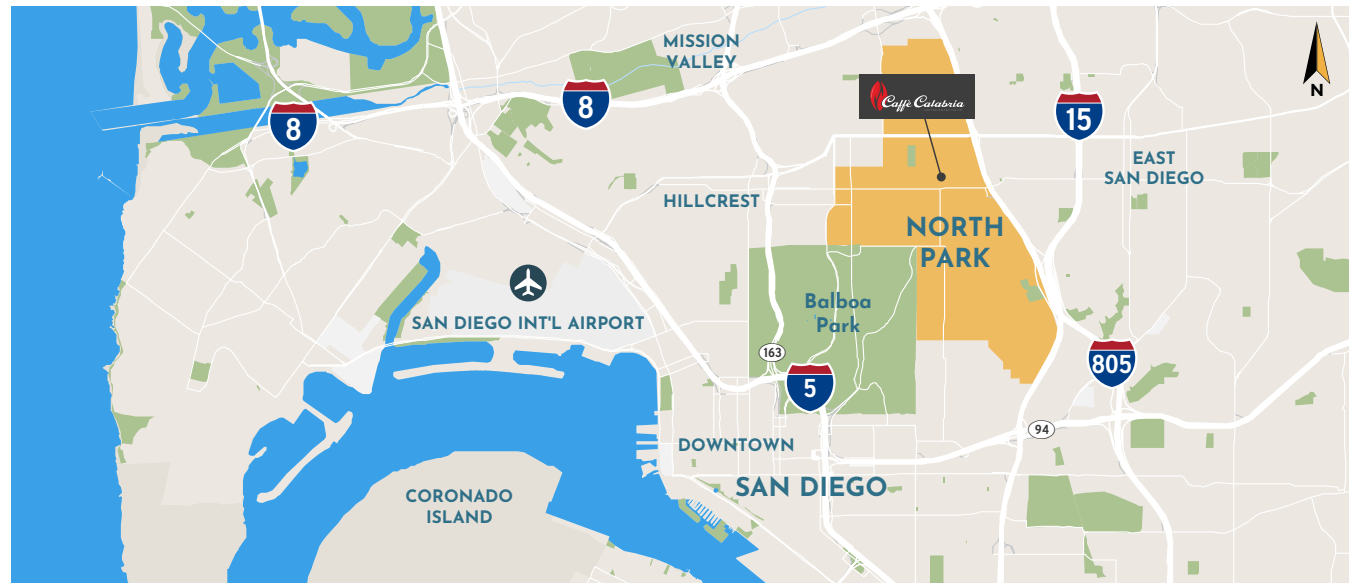 MISSION
VALLEY
8
8
Caffè Calabria
15
N
EAST
SAN DIEGO
HILLCREST
NORTH
PARK
Balboa
Park
SAN DIEGO INT'L AIRPORT
163
5
805
94
DOWNTOWN
SAN DIEGO
CORONADO
ISLAND